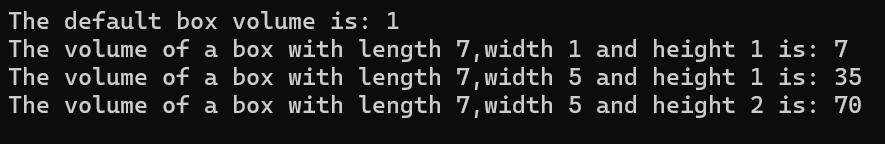 The default box volume is: 1
The volume of a box with length 7,width 1 and height 1 is: 7
The volume of a box with length 7,width 5 and height 1 is: 35
The volume of a box with length 7,width 5 and height 2 is: 70